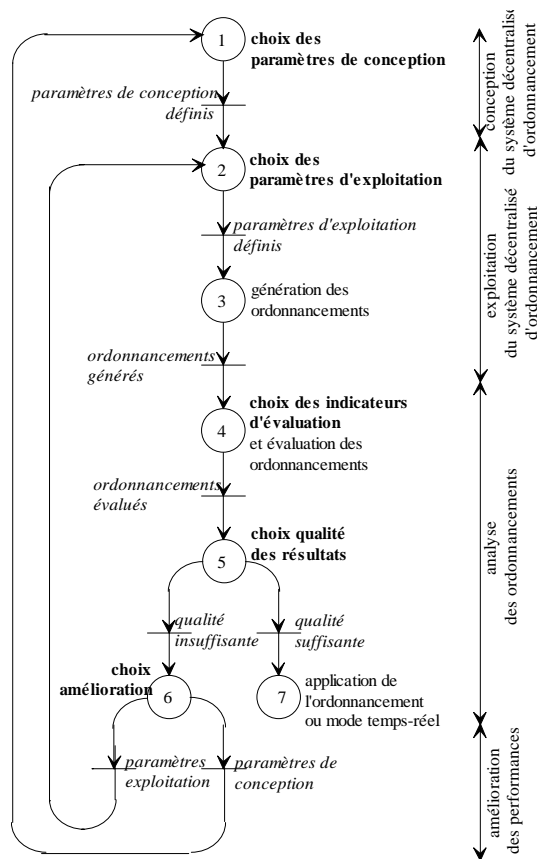 1
choix des
paramètres de conception
paramètres de conception
définis
2
choix des
paramètres d'exploitation
paramètres d'exploitation
définis
3
génération des
ordonnancements
ordonnancements
générés
4
choix des indicateurs
d'évaluation
et évaluation des
ordonnancements
ordonnancements
évalués
choix qualité
des résultats
5
qualité
insuffisante
qualité
suffisante
choix
amélioration
6
7
application de
l'ordonnancement
ou mode temps-réel
paramètres
exploitation
paramètres de
conception
conception
du système décentralisé
d'ordonnancement
exploitation
du système décentralisé
d'ordonnancement
analyse
des ordonnancements
amélioration
des performances